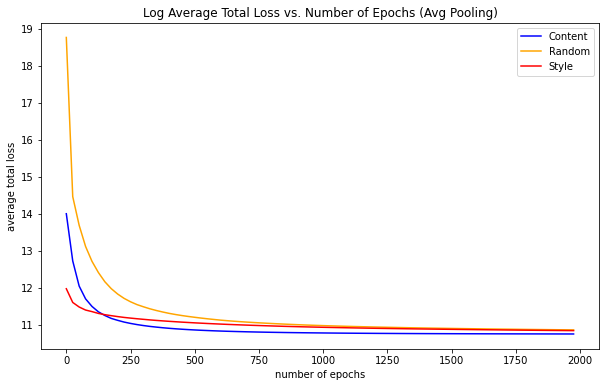 Log Average Total Loss vs. Number of Epochs (Avg Pooling)
19
18
17
16
15
14
13
12
11
average total loss
Content
Random
Style
0 250 500 750 1000 1250 1500 1750 2000
number of epochs